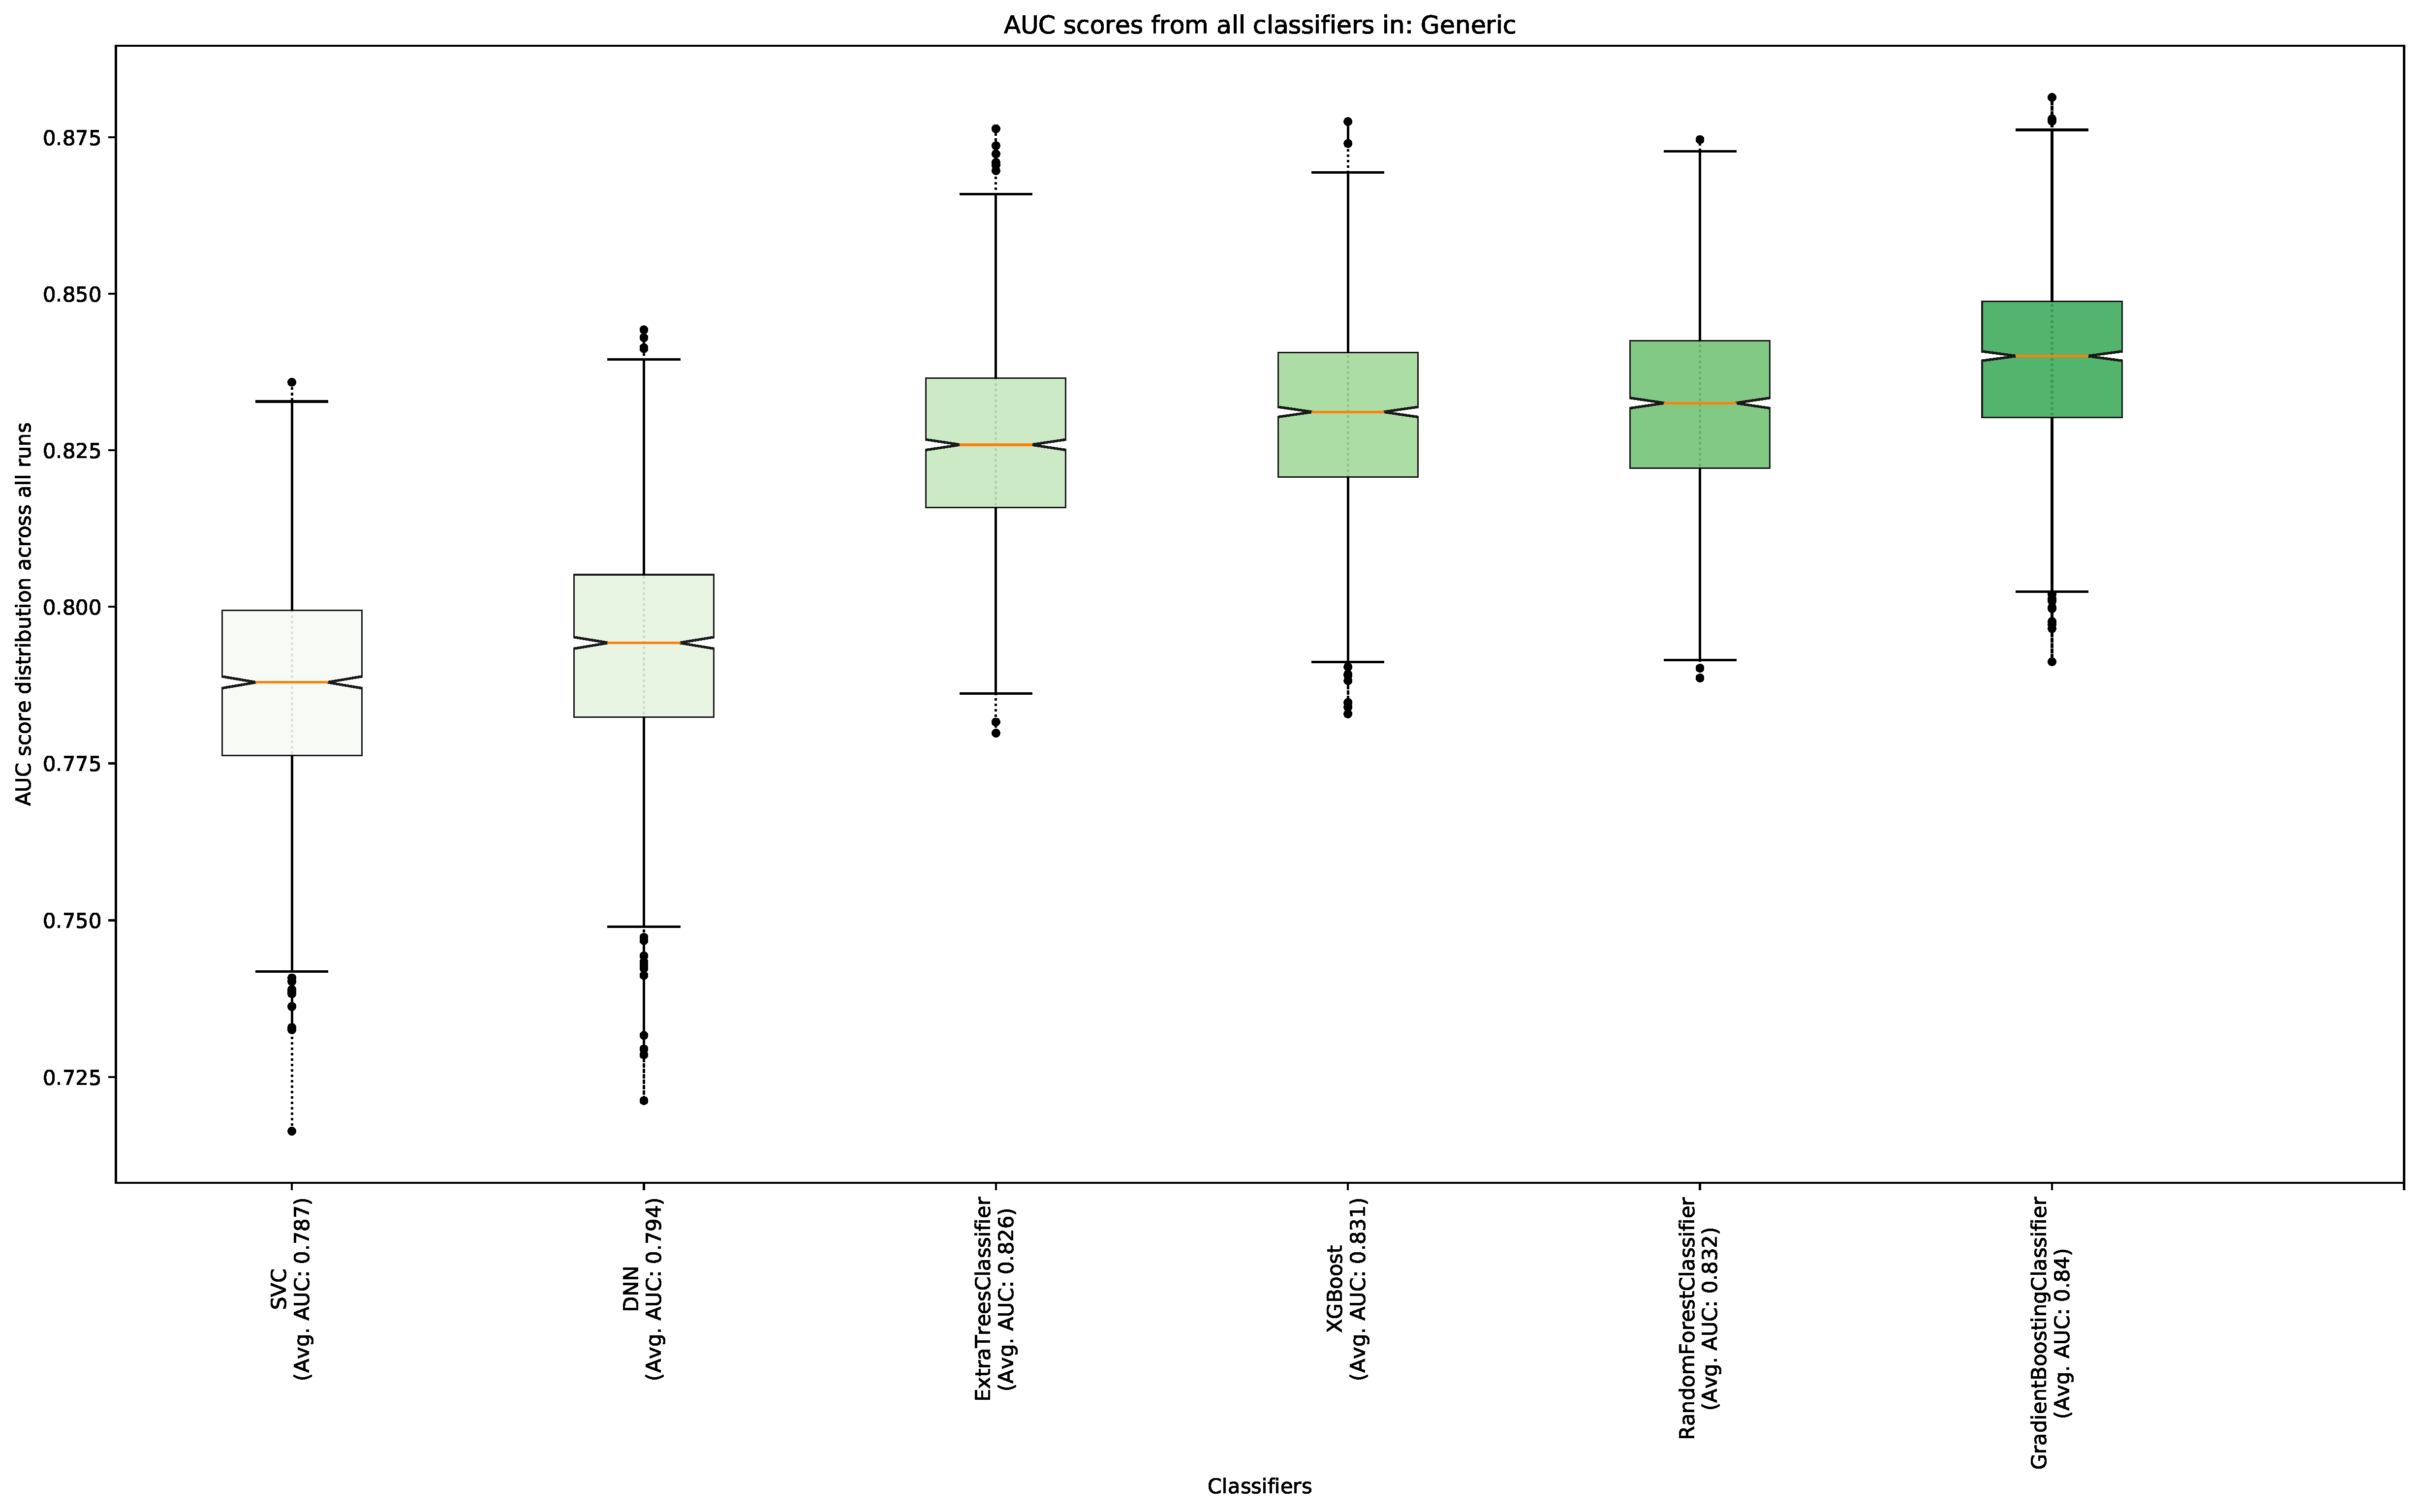 AUC scores from all classifiers in: Generic
AUC score distribution across all runs
0.875
0.850
0.825
0.800
0.775
0.750
0.725
SVC
(Avg. AUC: 0.787)
DNN
(Avg. AUC: 0.794)
ExtraTreesClassifier
(Avg. AUC: 0.826)
XGBoost
(Avg. AUC: 0.831)
RandomForestClassifier
(Avg. AUC: 0.832)
GradientBoostingClassifier
(Avg. AUC: 0.84)
Classifiers